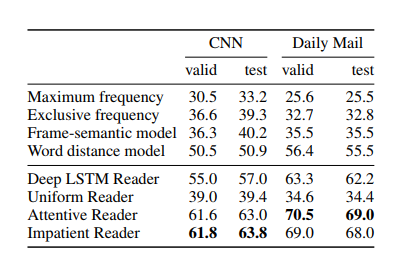 CNN Daily Mail
valid test valid test
Maximum frequency 30.5 33.2 25.6 25.5
Exclusive frequency 36.6 39.3 32.7 32.8
Frame-semantic model 36.3 40.2 35.5 35.5
Word distance model 50.5 50.9 56.4 55.5
Deep LSTM Reader 55.0 57.0 63.3 62.2
Uniform Reader 39.0 39.4 34.6 34.4
Attentive Reader 61.6 63.0 70.5 69.0
Impatient Reader 61.8 63.8 69.0 68.0